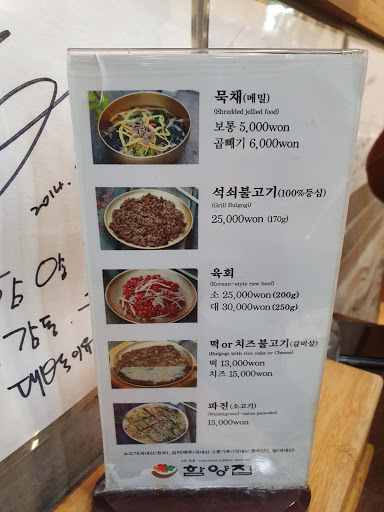 2014.
묵채(메밀)
(Shredded jellied food)
보통 5,000won
곱빼기 6,000won
석쇠불고기(100%등심)
(Grill Bulgogi)
25,000won (170g)
육회
(Korean-style raw beef)
소 25,000won(200g)
대 30,000won(250g)
떡or치즈불고기(갈비살)
(Bulgogi with rice cake or Cheese)
떡 13,000won
치즈 15,000won
파전(소고기)
15,000won
함양집